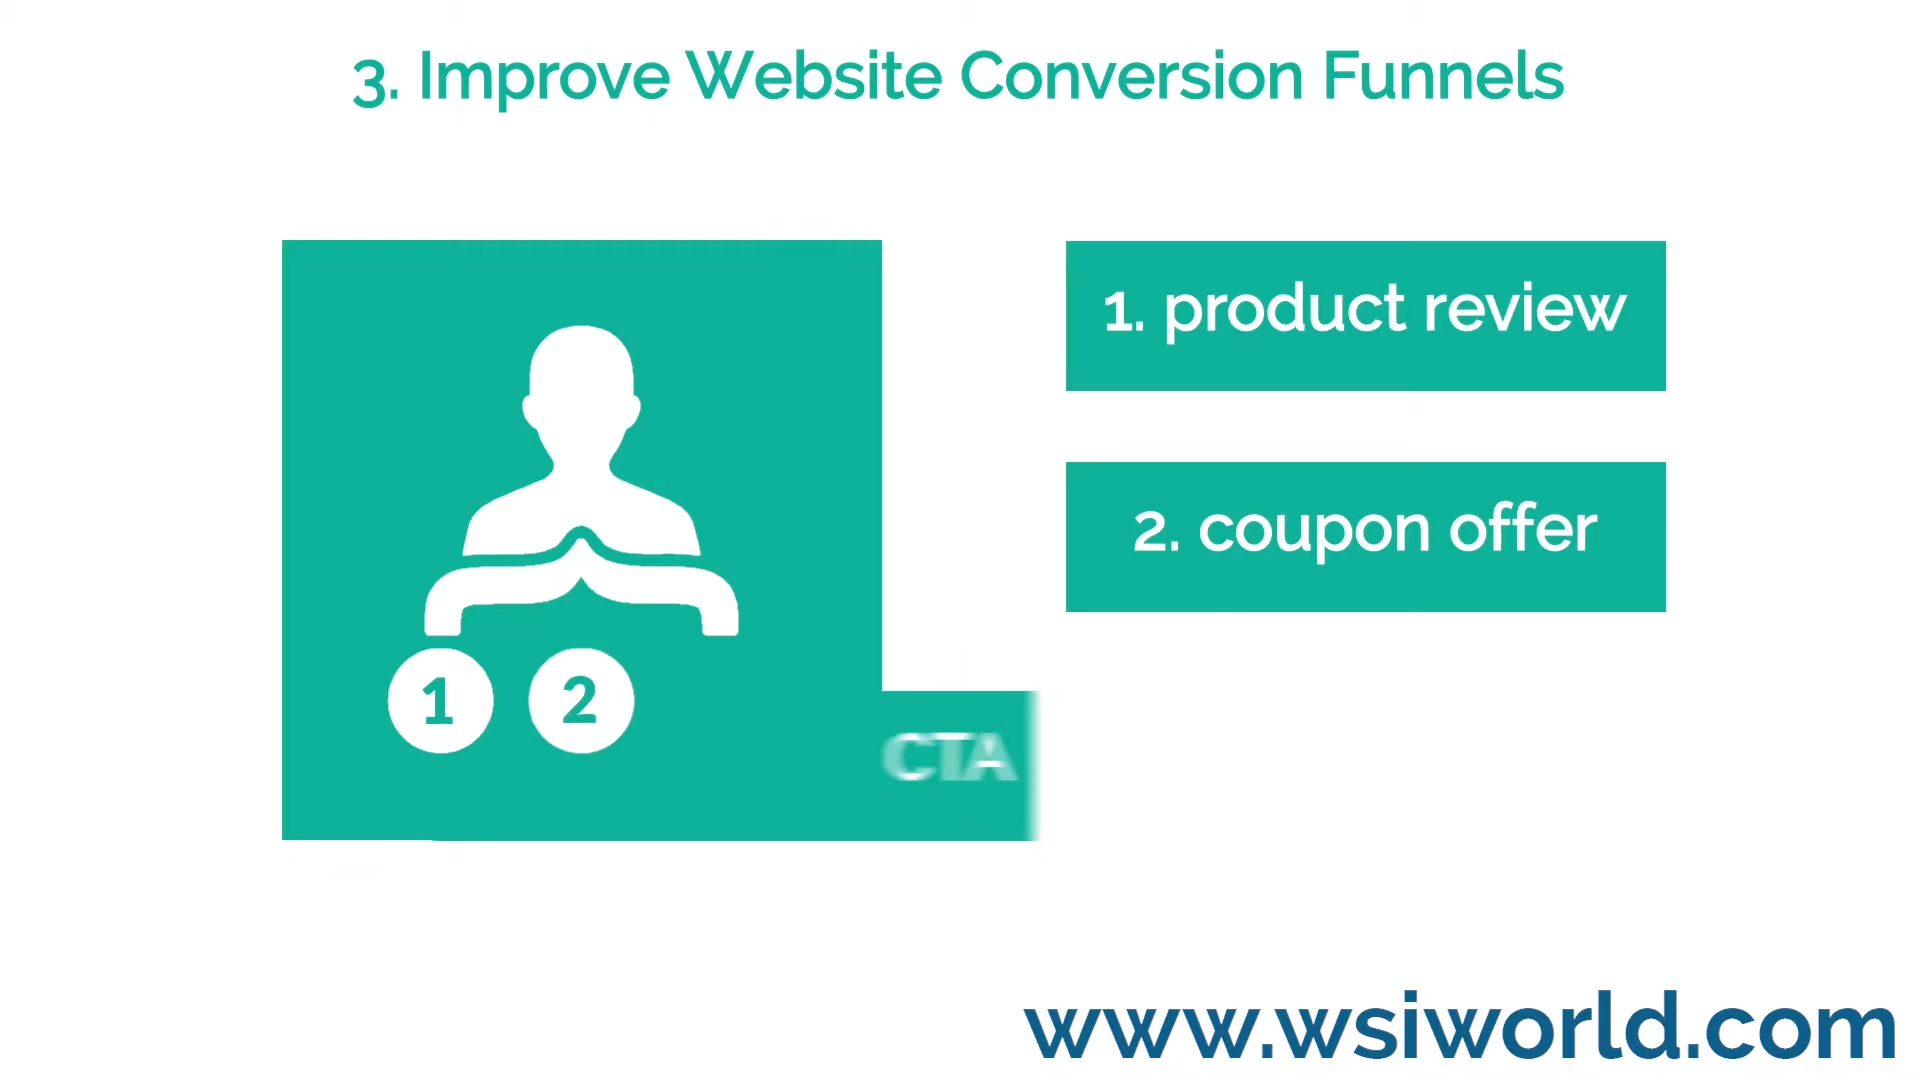 3. Improve Website Conversion Funnels
1. product review
2. coupon offer
1 2
CTA
www.wsiworld.com